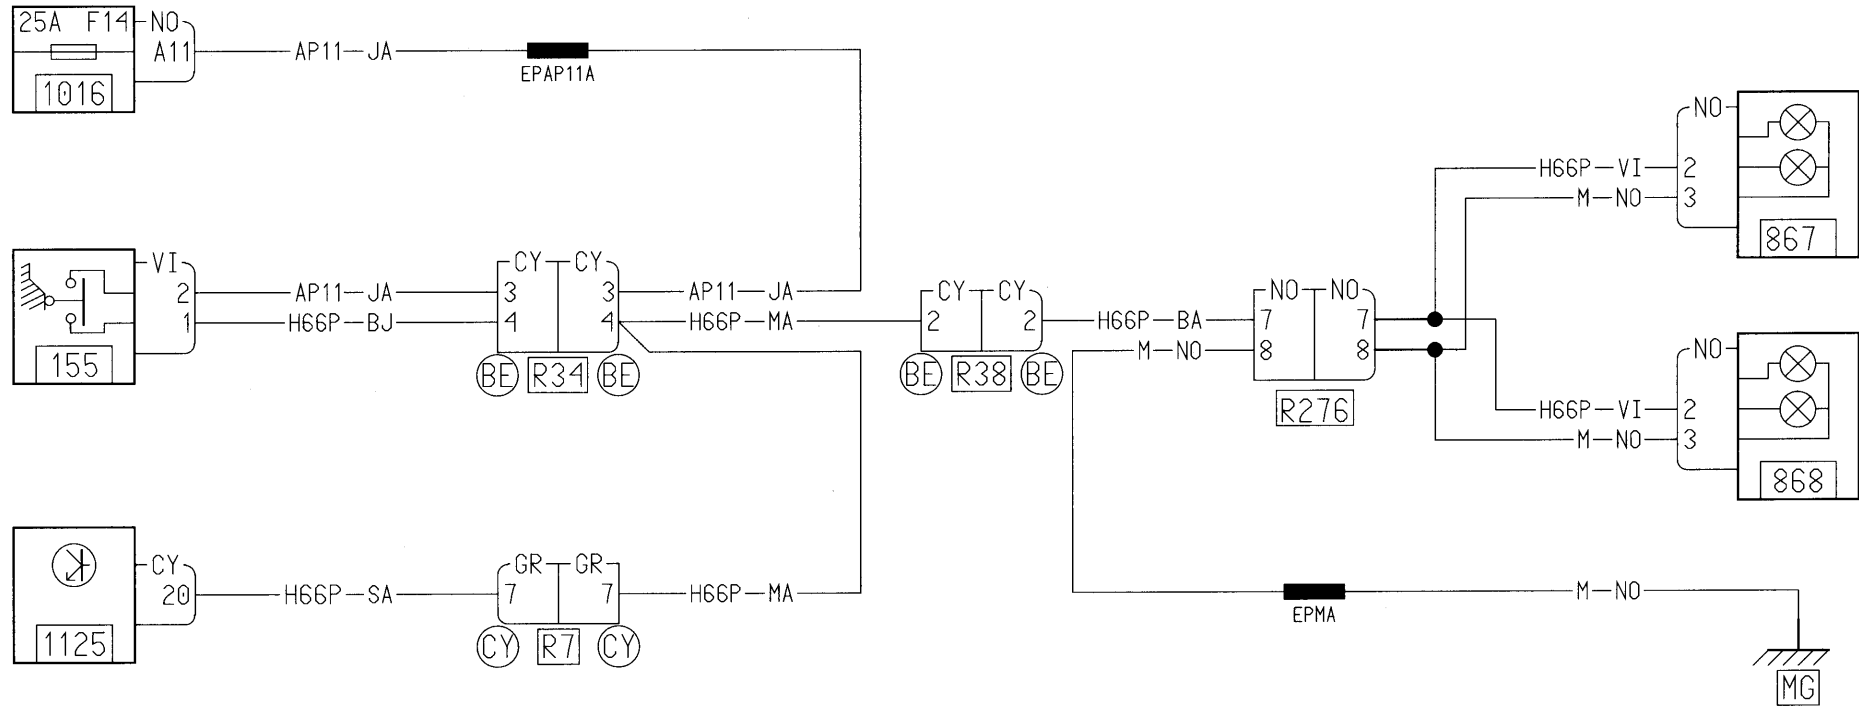 25A F14 NO
A11 AP11 JA
EPAP11A
1016
NO
H66P VI 2
M NO 3
867
VI CY CY
2 AP11 JA 3 3 AP11 JA
1 H66P BJ 4 4 H66P MA
155 BE R34 BE
CY CY
2 2 H66P BA
BE R38 BE
NO NO
7 7
M NO 8 8
R276
NO
H66P VI 2
M NO 3
868
CY GR GR
20 H66P SA 7 7 H66P MA
1125 CY R7 CY
EPMA
M NO
MG